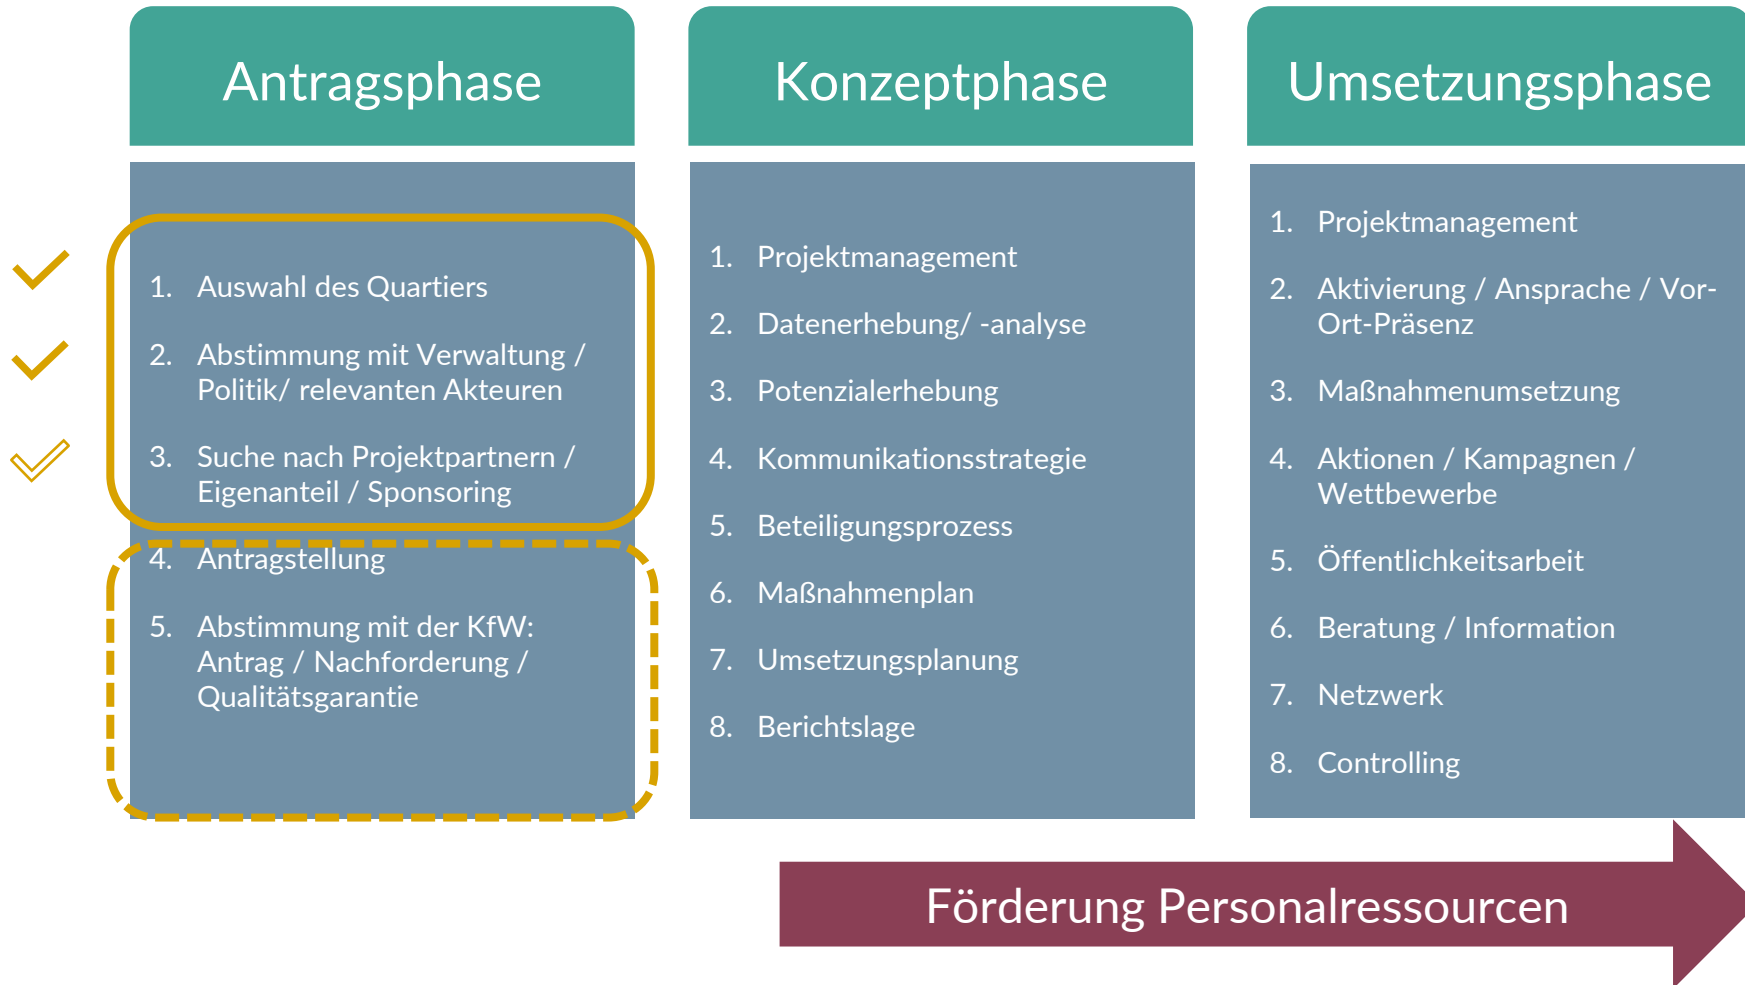 Antragsphase
1. Auswahl des Quartiers
2. Abstimmung mit Verwaltung /
Politik/ relevanten Akteuren
3. Suche nach Projektpartnern /
Eigenanteil / Sponsoring
4. Antragstellung
5. Abstimmung mit der KfW:
Antrag / Nachforderung /
Qualitätsgarantie
Konzeptphase
1. Projektmanagement
2. Datenerhebung/ -analyse
3. Potenzialerhebung
4. Kommunikationsstrategie
5. Beteiligungsprozess
6. Maßnahmenplan
7. Umsetzungsplanung
8. Berichtslage
Umsetzungsphase
1. Projektmanagement
2. Aktivierung / Ansprache / Vor-
Ort-Präsenz
3. Maßnahmenumsetzung
4. Aktionen / Kampagnen /
Wettbewerbe
5. Öffentlichkeitsarbeit
6. Beratung / Information
7. Netzwerk
8. Controlling
Förderung Personalressourcen